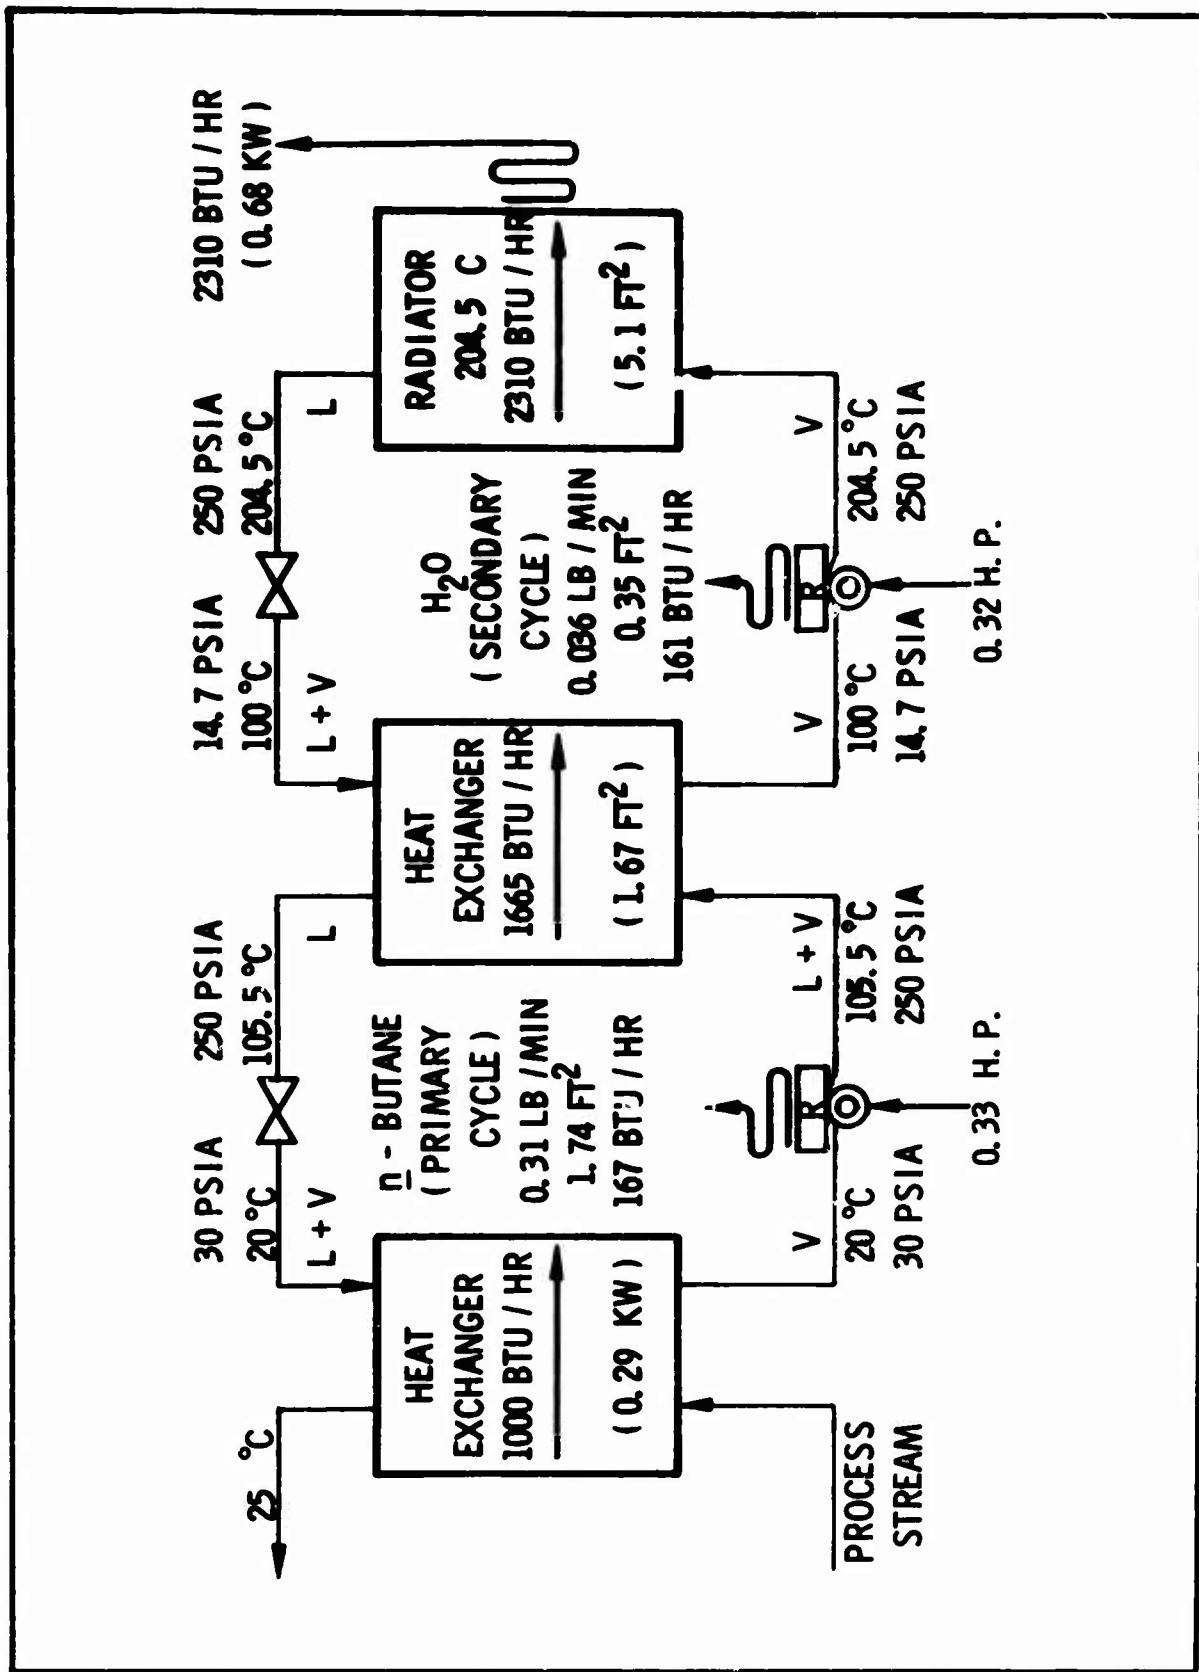 25 °C
HEAT
EXCHANGER
1000 BTU / HR
(0.29 KW)
PROCESS
STREAM
30 PSIA
20 °C
L + V
V
20 °C
30 PSIA
n - BUTANE
(PRIMARY
CYCLE)
0.31 LB / MIN
1.74 FT2
167 BTU / HR
R
0.33 H. P.
250 PSIA
105.5 °C
L
L + V
105.5 °C
250 PSIA
HEAT
EXCHANGER
1665 BTU / HR
(1.67 FT2)
14.7 PSIA
100 °C
L + V
V
100 °C
14.7 PSIA
H2O
(SECONDARY
CYCLE)
0.036 LB / MIN
0.35 FT2
161 BTU / HR
R
0.32 H. P.
250 PSIA
204.5 °C
L
V
204.5 °C
250 PSIA
RADIATOR
204.5 C
2310 BTU / HR
(5.1 FT2)
2310 BTU / HR
(0.68 KW)